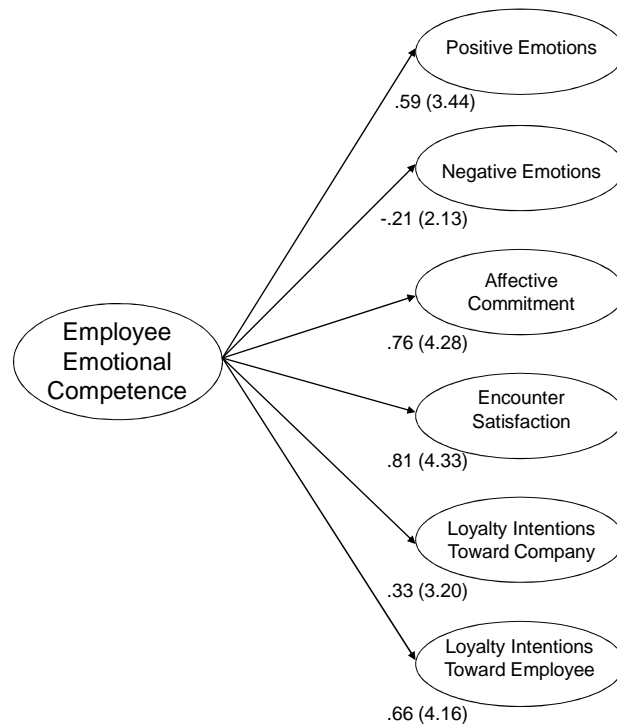 Positive Emotions
.59 (3.44)
Negative Emotions
-.21 (2.13)
Affective
Commitment
.76 (4.28)
Employee
Emotional
Competence
Encounter
Satisfaction
.81 (4.33)
Loyalty Intentions
Toward Company
.33 (3.20)
Loyalty Intentions
Toward Employee
.66 (4.16)